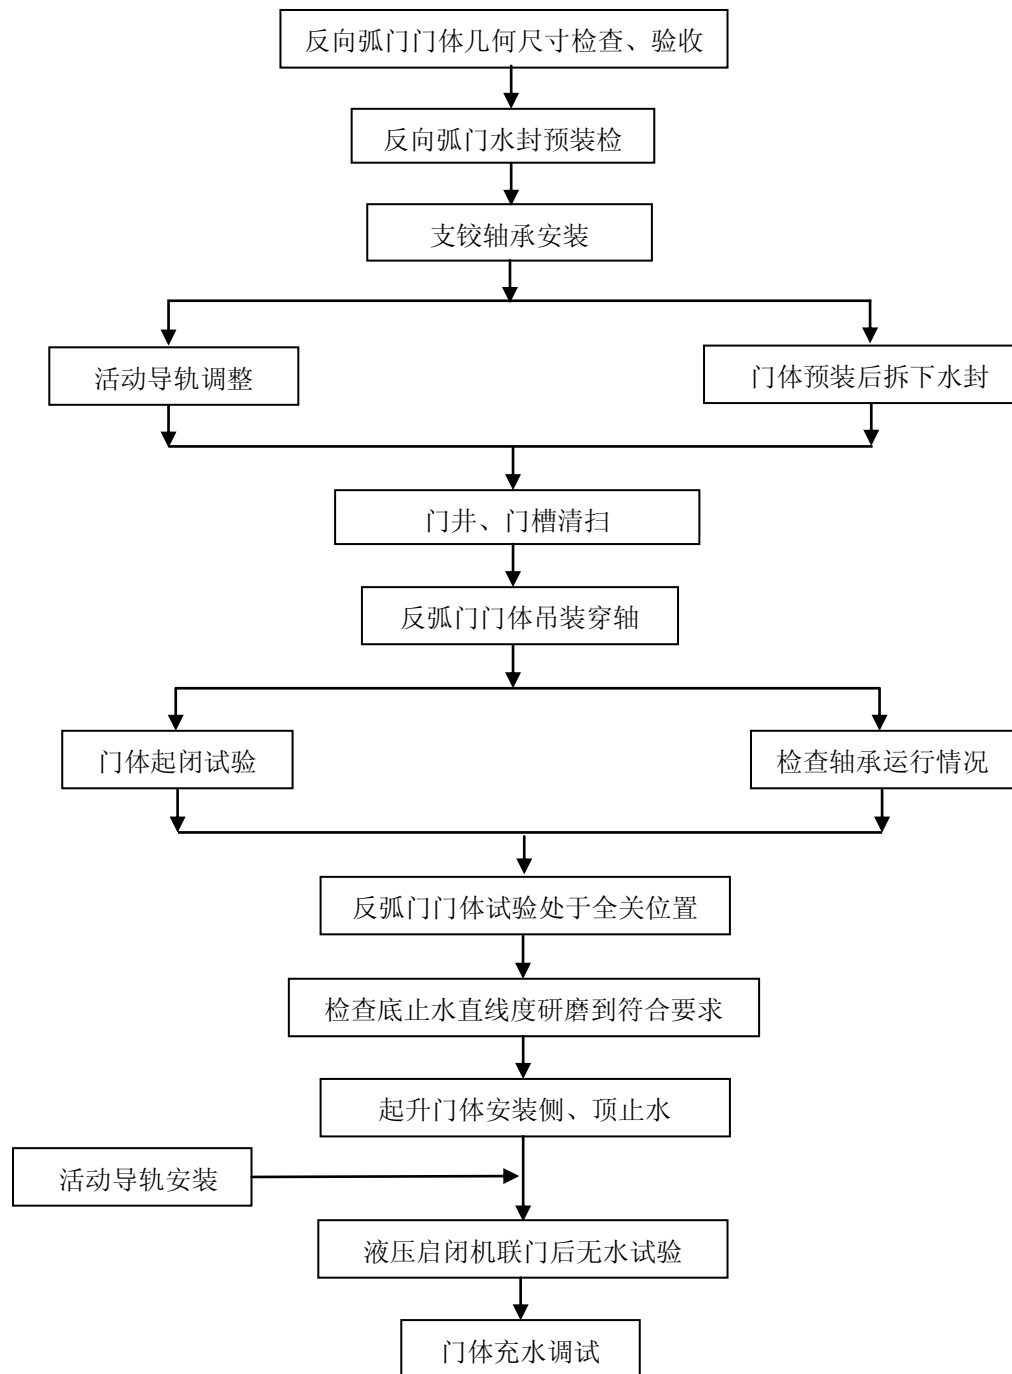 反向弧门门体几何尺寸检查、验收
反向弧门水封预装检
支铰轴承安装
活动导轨调整
门体预装后拆下水封
门井、门槽清扫
反弧门门体吊装穿轴
门体起闭试验
检查轴承运行情况
反弧门门体试验处于全关位置
检查底止水直线度研磨到符合要求
起升门体安装侧、顶止水
活动导轨安装
液压启闭机联门后无水试验
门体充水调试